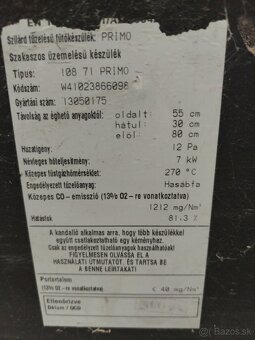 Szilárd tüzelésű fűtőkészülék: PRIMO
Szakaszos üzemelésű készülék
Típus: 108 71 PRIMO
Kódszám: W41023866098
Gyártási szám: 13050175
Távolság az éghető anyagoktól: oldalt: 55 cm
hátul: 30 cm
elöl: 80 cm
Huzatigény: 12 Pa
Névleges hőteljesítmény: 7 kW
Közepes füstgázhőmérséklet: 270 °C
Engedélyezett tüzelőanyag: Hasábfa
Közepes CO-emisszió (13% O2 - re vonatkoztatva)
1212 mg/Nm³
Hatásfok 81.3 %
A kandalló alkalmas arra, hogy több készülékkel
együtt csatlakoztatható egy kéményhez.
Csak az engedélyezett tüzelőanyagok használhatóak!
FIGYELMESEN OLVASSA EL A
HASZNÁLATI ÚTMUTATÓT, ÉS TARTSA BE
A BENNE LEÍRTAKAT!
Portartalom
(13% O2 - re vonatkoztatva) < 40 mg/Nm³
Ellenőrizve
Dátum / QCO
bazos.sk